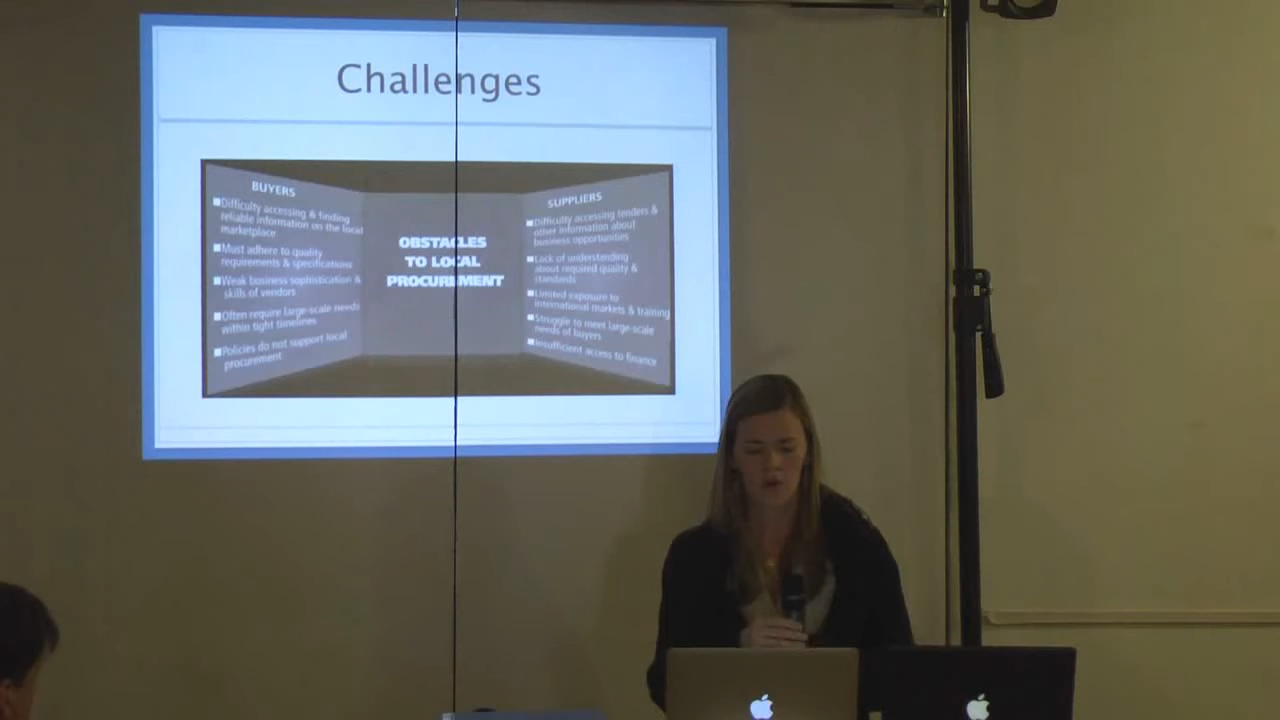 Challenges
BUYERS
■Difficulty accessing & finding
reliable information on the local
marketplace
■Must adhere to quality
requirements & specifications
■Weak business sophistication &
skills of vendors
■Often require large-scale needs
within tight timelines
■Policies do not support local
procurement
OBSTACLES
TO LOCAL
PROCUREMENT
SUPPLIERS
■Difficulty accessing tenders &
other information about
business opportunities
■Lack of understanding
about required quality &
standards
■Limited exposure to
international markets & training
■Struggle to meet large-scale
needs of buyers
■Insufficient access to finance